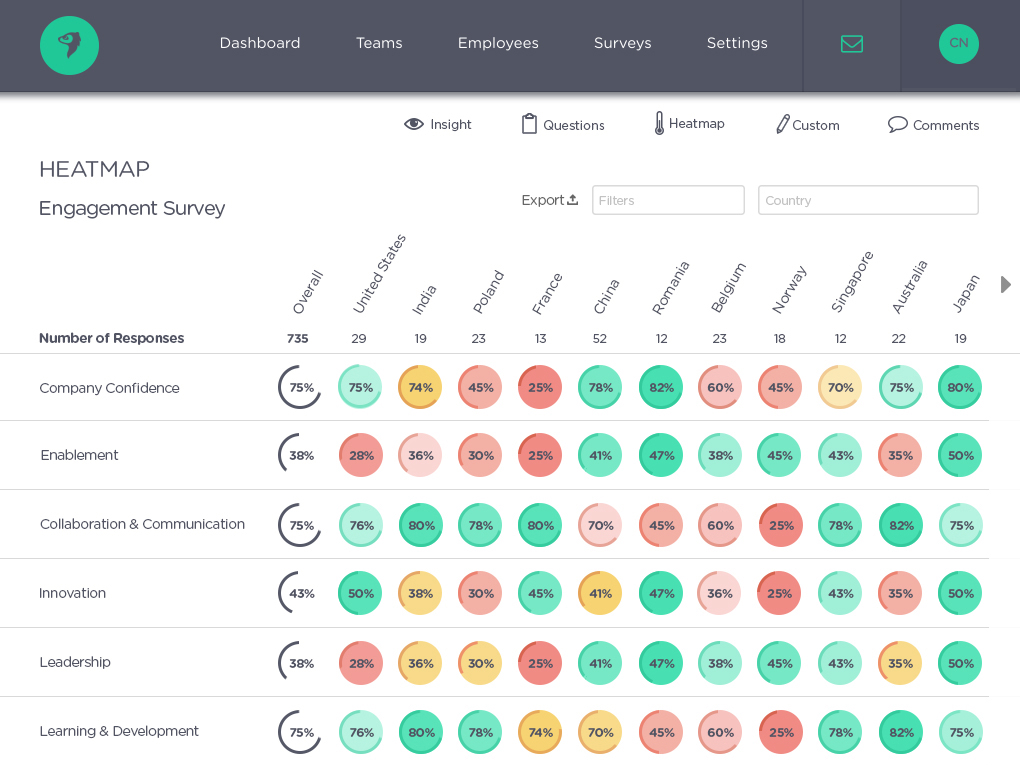 Dashboard Teams Employees Surveys Settings CN
Insight Questions Heatmap Custom Comments
HEATMAP
Engagement Survey
Export Filters Country
Overall United States India Poland France China Romania Belgium Norway Singapore Australia Japan
Number of Responses 735 29 19 23 13 52 12 23 18 12 22 19
Company Confidence 75% 75% 74% 45% 25% 78% 82% 60% 45% 70% 75% 80%
Enablement 38% 28% 36% 30% 25% 41% 47% 38% 45% 43% 35% 50%
Collaboration & Communication 75% 76% 80% 78% 80% 70% 45% 60% 25% 78% 82% 75%
Innovation 43% 50% 38% 30% 45% 41% 47% 36% 25% 43% 35% 50%
Leadership 38% 28% 36% 30% 25% 41% 47% 38% 45% 43% 35% 50%
Learning & Development 75% 76% 80% 78% 74% 70% 45% 60% 25% 78% 82% 75%